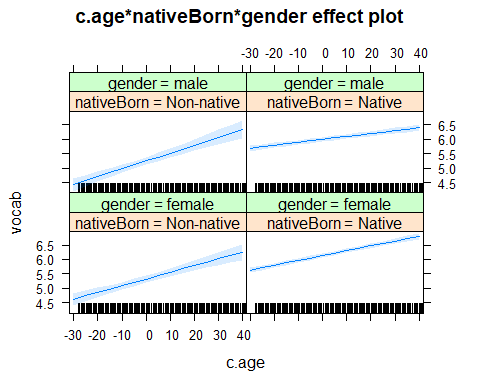 c.age*nativeBorn*gender effect plot
-30 -20 -10 0 10 20 30 40
gender = male gender = male
nativeBorn = Non-native nativeBorn = Native
6.5
6.0
5.5
5.0
4.5
vocab
gender = female gender = female
nativeBorn = Non-native nativeBorn = Native
6.5
6.0
5.5
5.0
4.5
-30 -20 -10 0 10 20 30 40
c.age